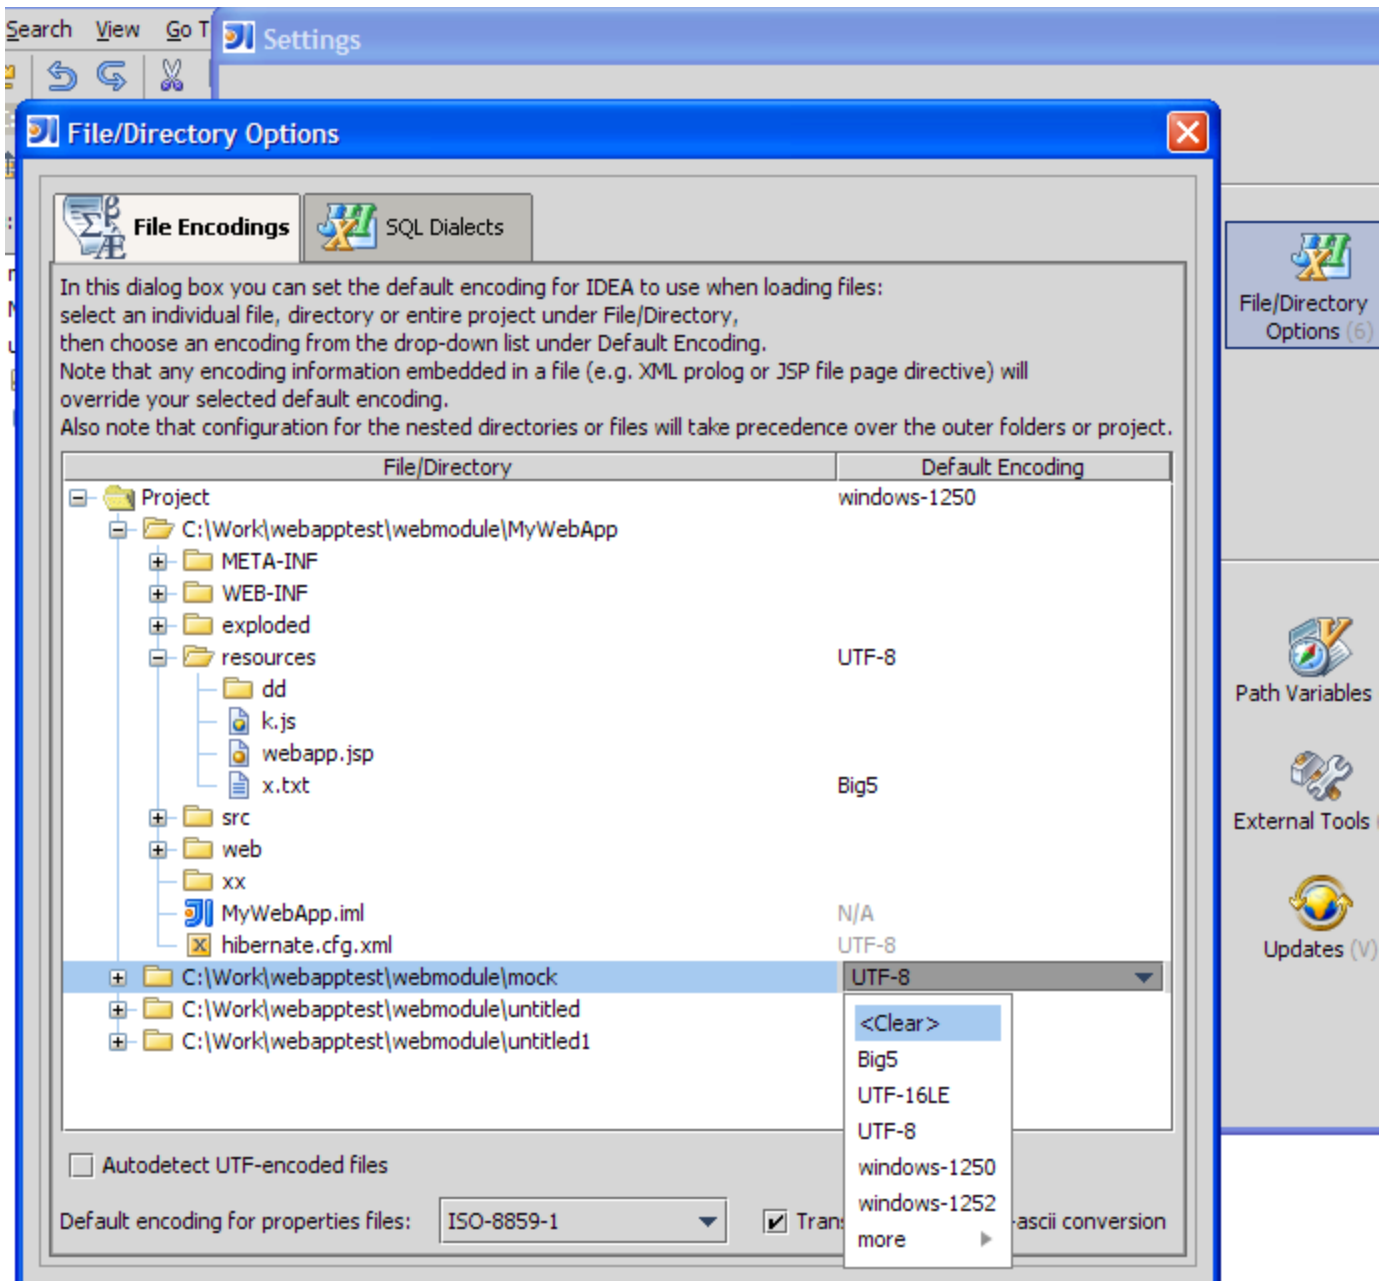 Search View Go T
Settings
File/Directory Options
File Encodings
SQL Dialects
In this dialog box you can set the default encoding for IDEA to use when loading files:
select an individual file, directory or entire project under File/Directory,
then choose an encoding from the drop-down list under Default Encoding.
Note that any encoding information embedded in a file (e.g. XML prolog or JSP file page directive) will
override your selected default encoding.
Also note that configuration for the nested directories or files will take precedence over the outer folders or project.
File/Directory Default Encoding
Project windows-1250
C:\Work\webapptest\webmodule\MyWebApp
META-INF
WEB-INF
exploded
resources UTF-8
dd
k.js
webapp.jsp
x.txt Big5
src
web
xx
MyWebApp.iml N/A
hibernate.cfg.xml UTF-8
C:\Work\webapptest\webmodule\mock UTF-8
C:\Work\webapptest\webmodule\untitled
C:\Work\webapptest\webmodule\untitled1
<Clear>
Big5
UTF-16LE
UTF-8
windows-1250
windows-1252
more
Autodetect UTF-encoded files
Default encoding for properties files: ISO-8859-1 Tran -ascii conversion
File/Directory
Options (6)
Path Variables
External Tools
Updates (V)